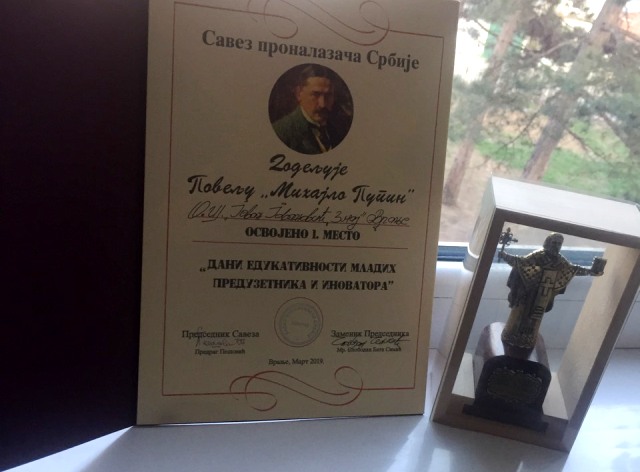 Савез проналазача Србије
Додељује
Повељу „Михајло Пупин“
ОСВОЈЕНО 1. МЕСТО
„ДАНИ ЕДУКАТИВНОСТИ МЛАДИХ
ПРЕДУЗЕТНИКА И ИНОВАТОРА”
Председник Савеза
Заменик Председника
Март 2018